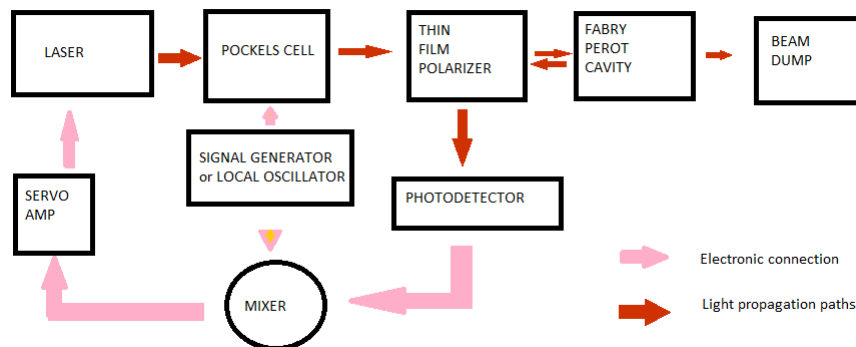 LASER
POCKELS CELL
THIN
FILM
POLARIZER
FABRY
PEROT
CAVITY
BEAM
DUMP
SIGNAL GENERATOR
or LOCAL OSCILLATOR
SERVO
AMP
PHOTODETECTOR
MIXER
Electronic connection
Light propagation paths